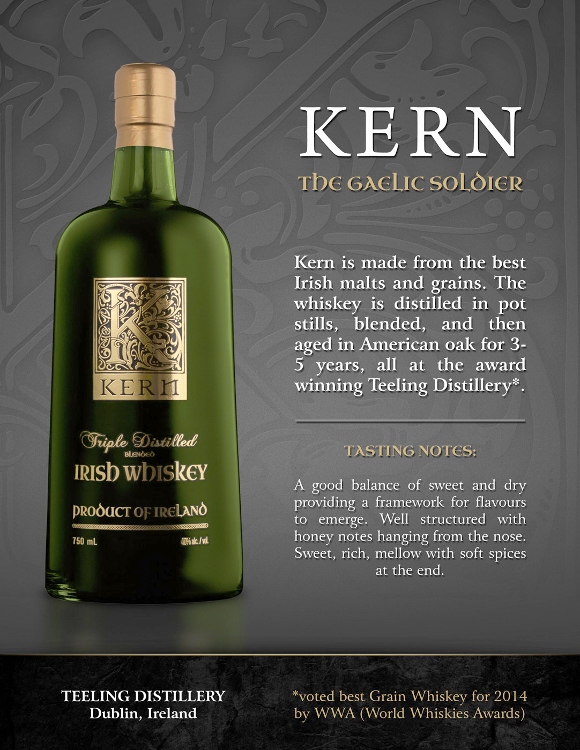 KERN
THE GAELIC SOLDIER
Kern is made from the best
Irish malts and grains. The
whiskey is distilled in pot
stills, blended, and then
aged in American oak for 3-
5 years, all at the award
winning Teeling Distillery*.
TASTING NOTES:
A good balance of sweet and dry
providing a framework for flavours
to emerge. Well structured with
honey notes hanging from the nose.
Sweet, rich, mellow with soft spices
at the end.
K
KERN
Triple Distilled
BLENDED
IRISH WHISKEY
PRODUCT OF IRELAND
750 mL 40% alc./vol.
TEELING DISTILLERY
Dublin, Ireland
*voted best Grain Whiskey for 2014
by WWA (World Whiskies Awards)